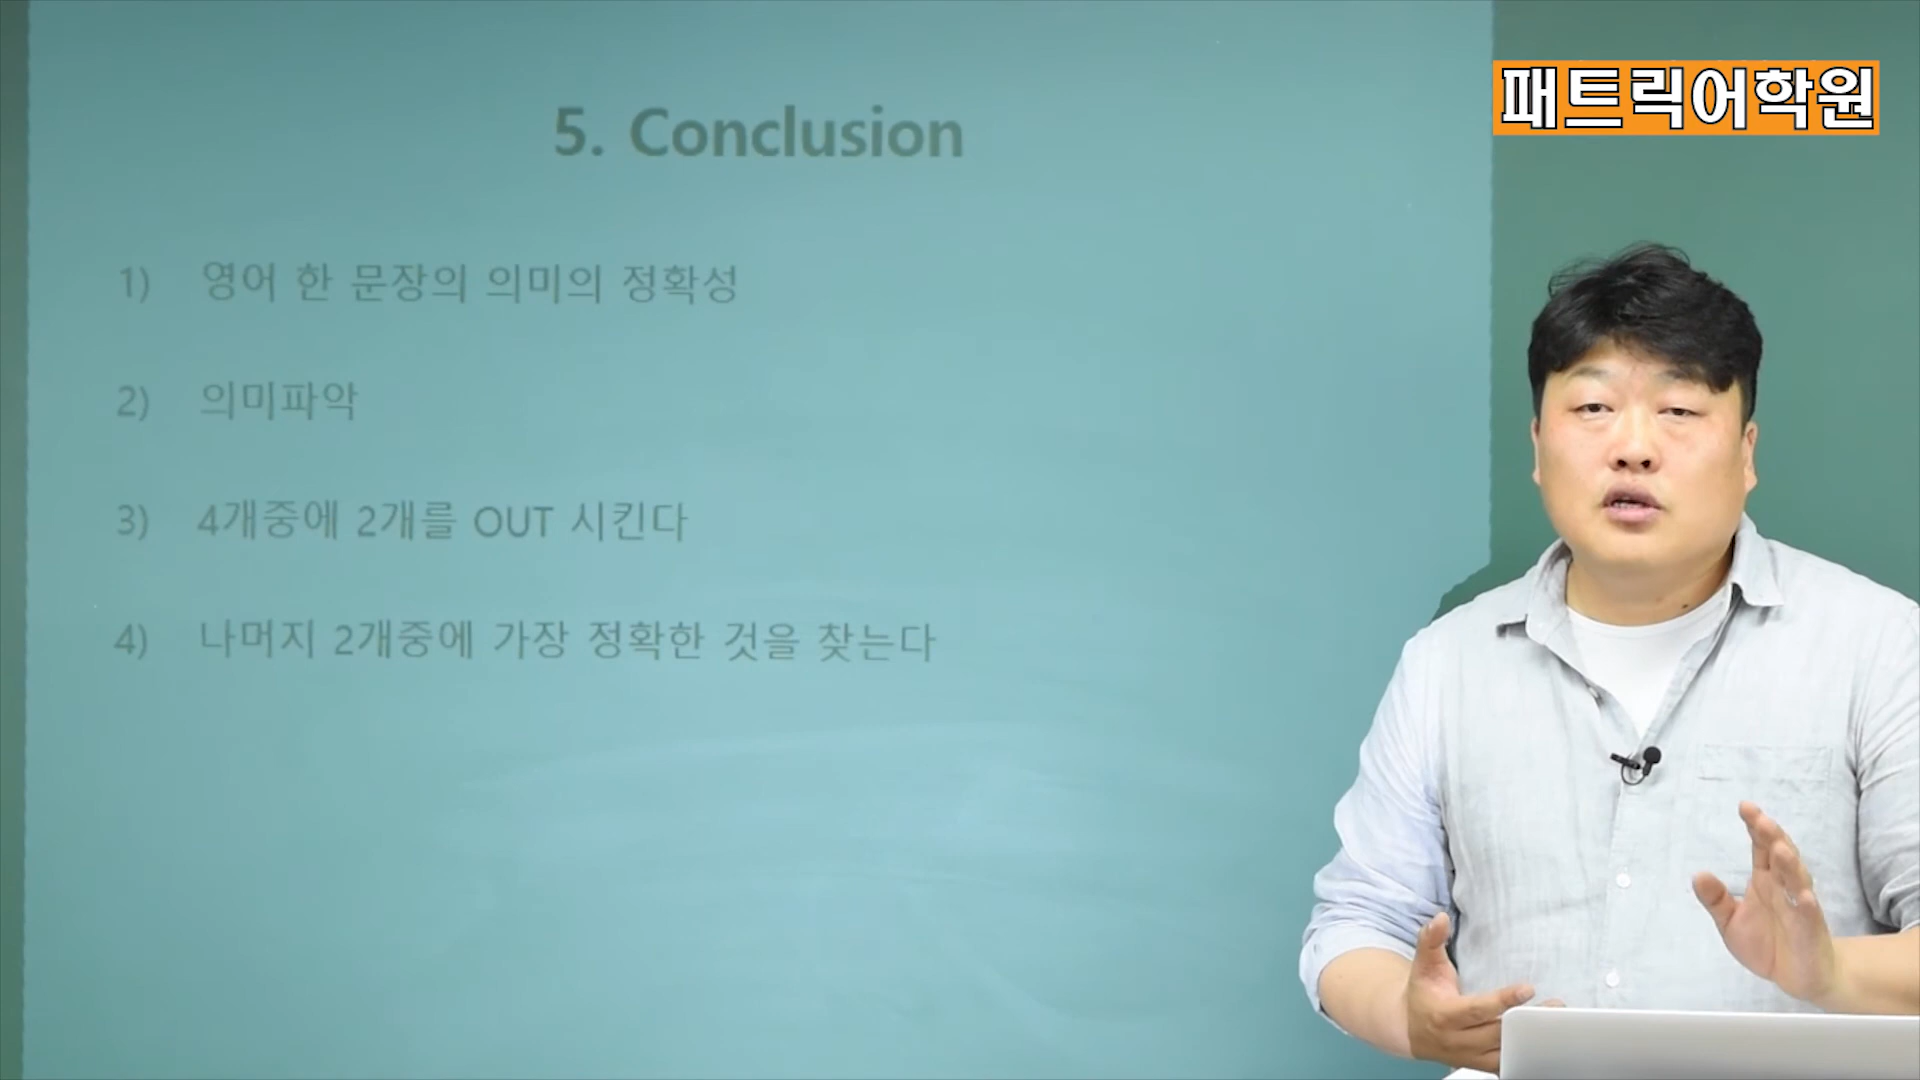 패트릭어학원
5. Conclusion
1) 영어 한 문장의 의미의 정확성
2) 의미파악
3) 4개중에 2개를 OUT 시킨다
4) 나머지 2개중에 가장 정확한 것을 찾는다